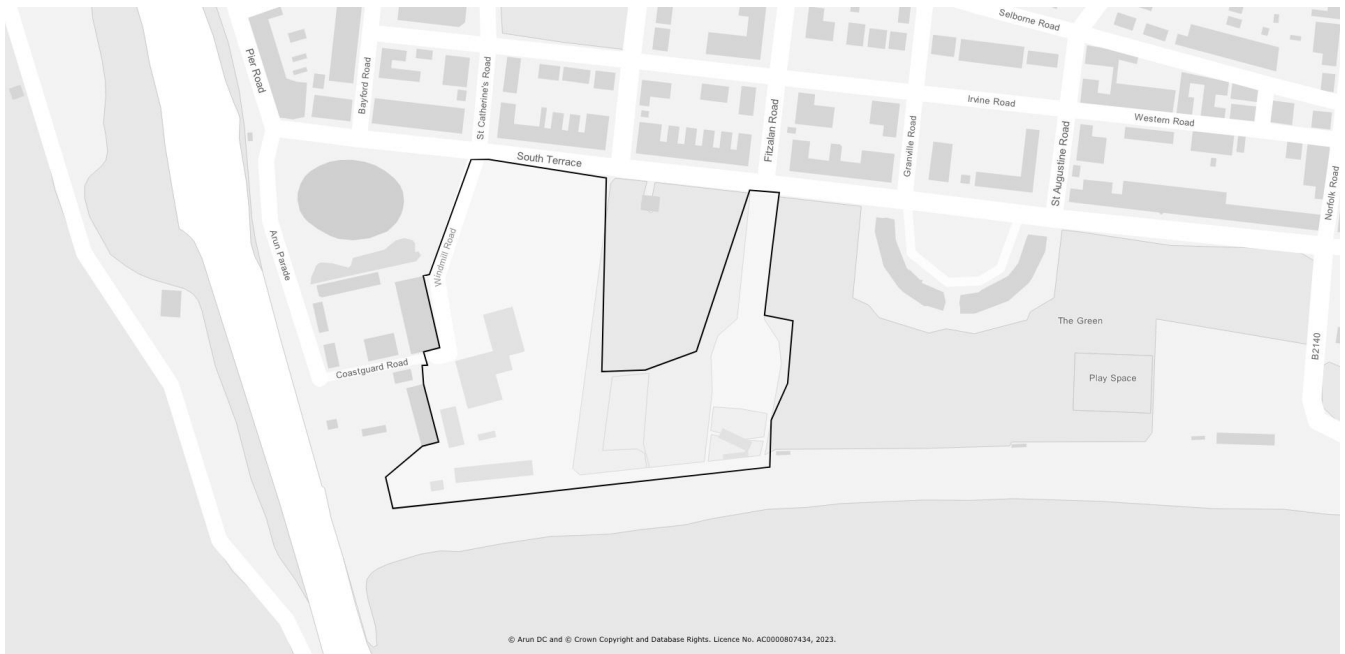 Selborne Road
Pier Road
Bayford Road
St Catherine's Road
Irvine Road
Western Road
Fitzalan Road
Granville Road
St Augustine Road
Norfolk Road
South Terrace
Arun Parade
Windmill Road
Coastguard Road
The Green
Play Space
B2140
© Arun DC and © Crown Copyright and Database Rights. Licence No. AC0000807434, 2023.